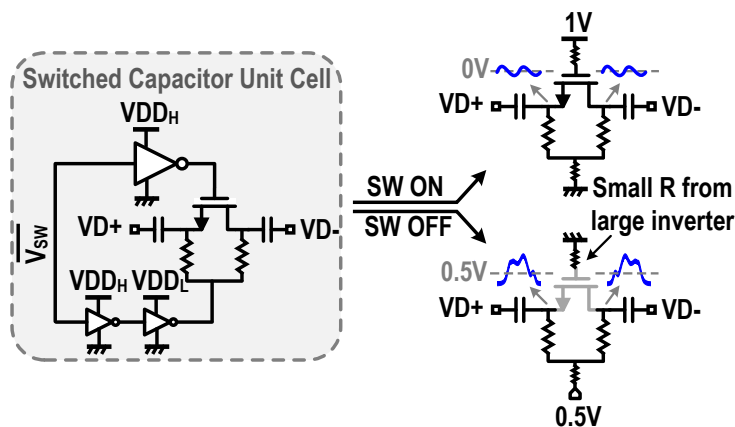 Switched Capacitor Unit Cell
VDDH
VD+
VD-
VSW
VDDH
VDDL
SW ON
SW OFF
1V
0V
VD+
VD-
Small R from
large inverter
0.5V
VD+
VD-
0.5V